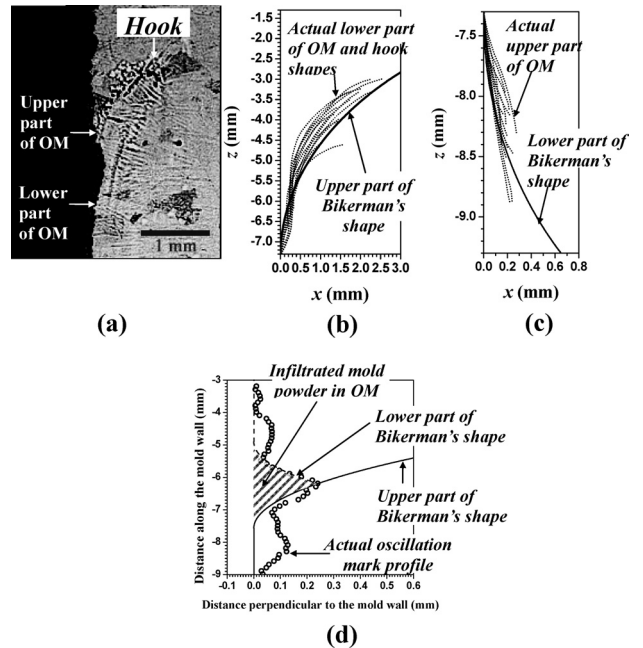 Hook
Upper
part
of OM
Lower
part
of OM
1 mm
(a)
-1.5
-2.0
-2.5
-3.0
-3.5
-4.0
-4.5
-5.0
-5.5
-6.0
-6.5
-7.0
z (mm)
Actual lower part
of OM and hook
shapes
Upper part of
Bikerman's
shape
0.0 0.5 1.0 1.5 2.0 2.5 3.0
x (mm)
(b)
-7.5
-8.0
-8.5
-9.0
z (mm)
Actual
upper part
of OM
Lower part of
Bikerman's
shape
0.0 0.2 0.4 0.6 0.8
x (mm)
(c)
Distance along the mold wall (mm)
-3
-4
-5
-6
-7
-8
-9
Infiltrated mold
powder in OM
Lower part of
Bikerman's shape
Upper part of
Bikerman's shape
Actual oscillation
mark profile
-0.1 0.0 0.1 0.2 0.3 0.4 0.5 0.6
Distance perpendicular to the mold wall (mm)
(d)